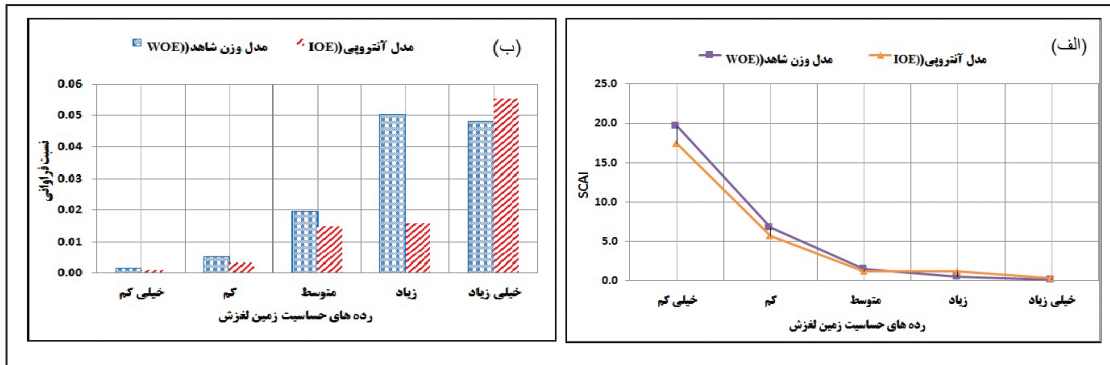 (الف)
مدل وزن شاهد((WOE
مدل آنتروپی((IOE
25.0
20.0
15.0
10.0
5.0
0.0
SCAI
خیلی کم
کم
متوسط
زیاد
خیلی زیاد
رده های حساسیت زمین لغزش
(ب)
مدل وزن شاهد((WOE
مدل آنتروپی((IOE
0.06
0.05
0.04
0.03
0.02
0.01
0.00
نسبت فراوانی
خیلی کم
کم
متوسط
زیاد
خیلی زیاد
رده های حساسیت زمین لغزش